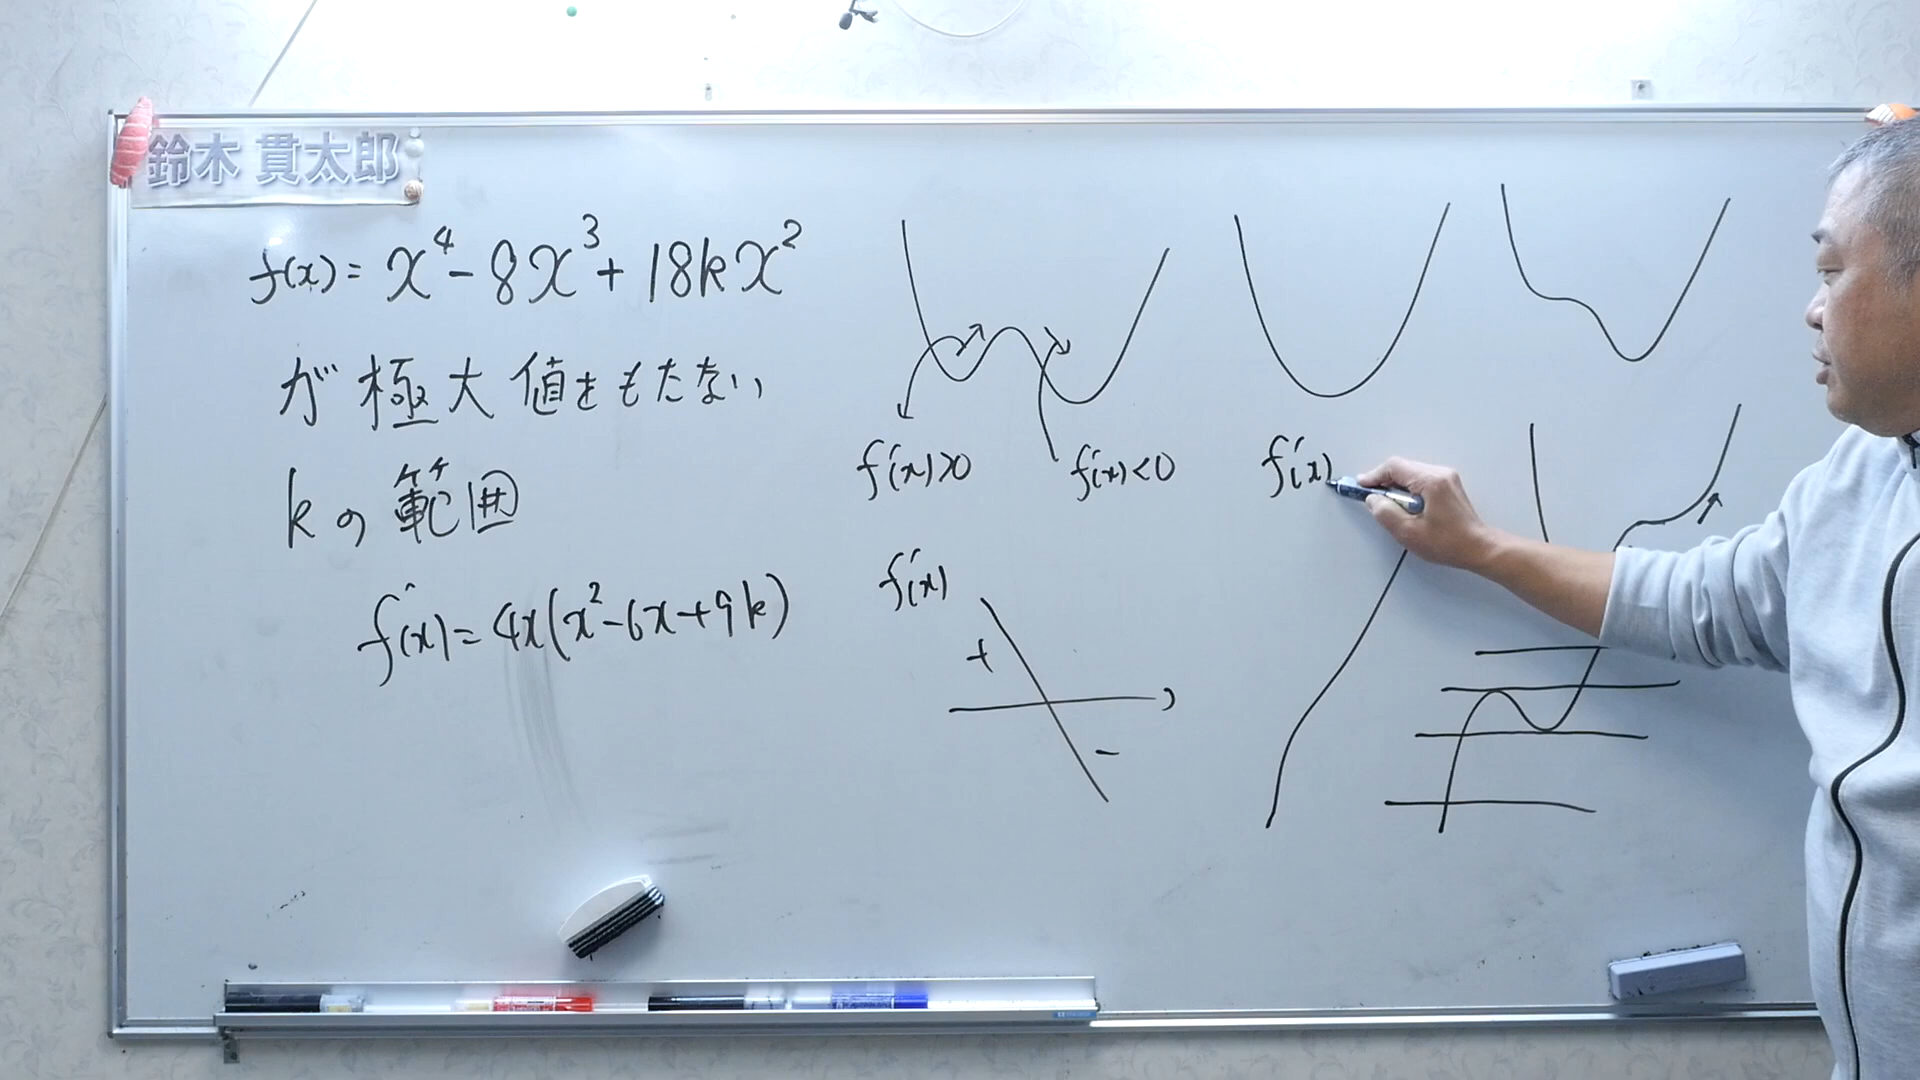 鈴木 貫太郎
f(x) = x⁴ - 8x³ + 18kx²
が極大値をもたない
kの範囲
f'(x) = 4x(x² - 6x + 9k)
f'(x)>0
f'(x)<0
f'(x)
f'(x)
+
-